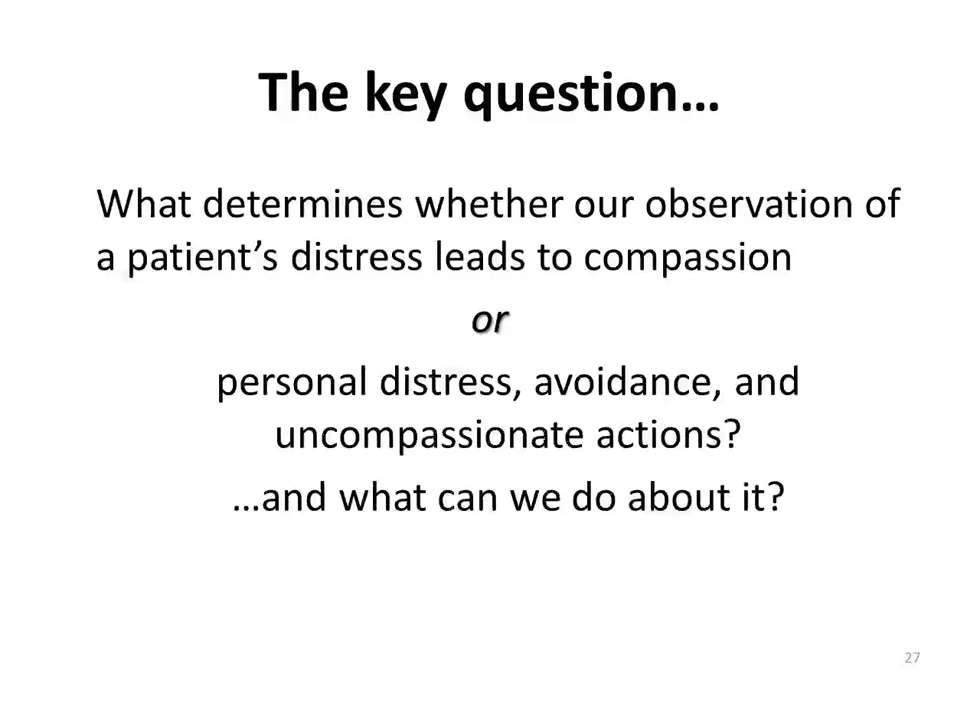 The key question…
What determines whether our observation of
a patient’s distress leads to compassion
or
personal distress, avoidance, and
uncompassionate actions?
…and what can we do about it?
27